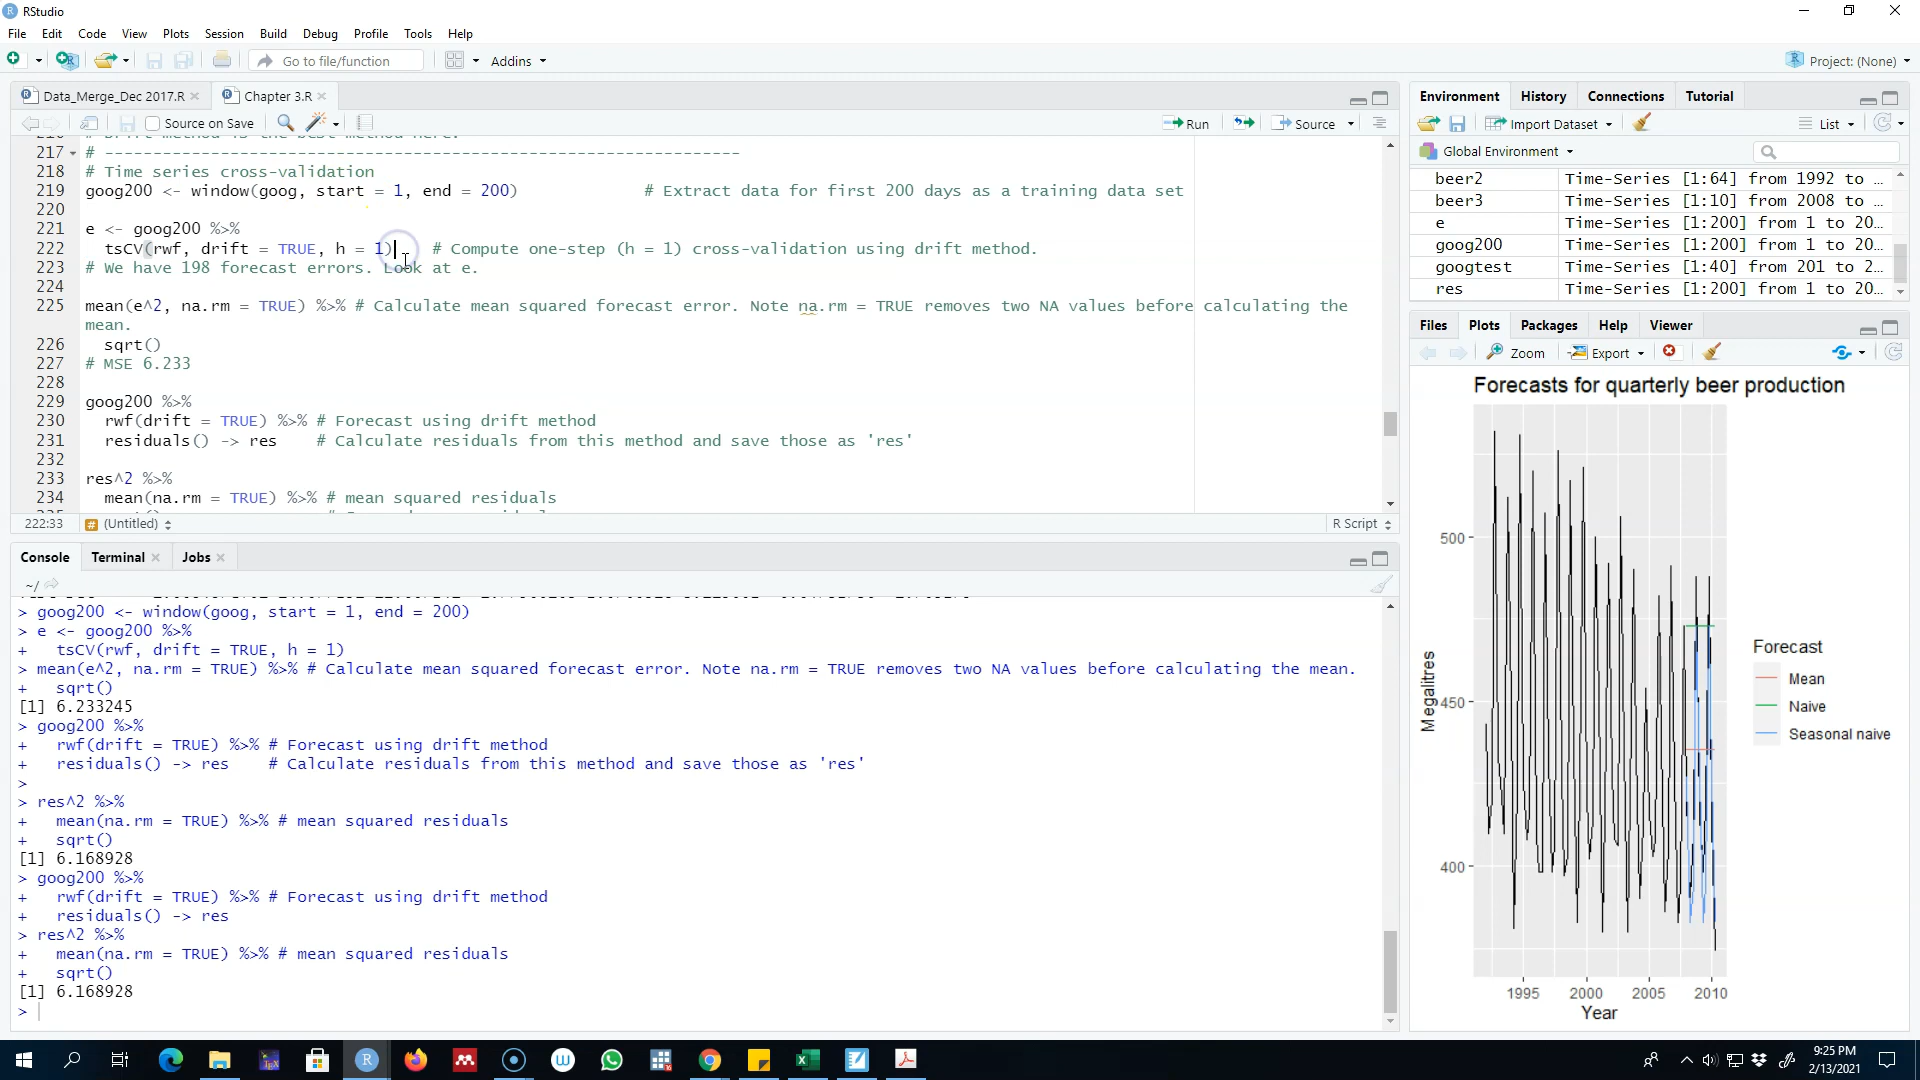 RStudio
File Edit Code View Plots Session Build Debug Profile Tools Help
Go to file/function Addins Project: (None)
Data_Merge_Dec 2017.R Chapter 3.R
Source on Save Run Source
217 # ------------------------------------------------------------------
218 # Time series cross-validation
219 goog200 <- window(goog, start = 1, end = 200) # Extract data for first 200 days as a training data set
220
221 e <- goog200 %>%
222 tsCV(rwf, drift = TRUE, h = 1) # Compute one-step (h = 1) cross-validation using drift method.
223 # We have 198 forecast errors. Look at e.
224
225 mean(e^2, na.rm = TRUE) %>% # Calculate mean squared forecast error. Note na.rm = TRUE removes two NA values before calculating the
mean.
226 sqrt()
227 # MSE 6.233
228
229 goog200 %>%
230 rwf(drift = TRUE) %>% # Forecast using drift method
231 residuals() -> res # Calculate residuals from this method and save those as 'res'
232
233 res^2 %>%
234 mean(na.rm = TRUE) %>% # mean squared residuals
222:33 (Untitled) R Script
Console Terminal Jobs
~/
> goog200 <- window(goog, start = 1, end = 200)
> e <- goog200 %>%
+ tsCV(rwf, drift = TRUE, h = 1)
> mean(e^2, na.rm = TRUE) %>% # Calculate mean squared forecast error. Note na.rm = TRUE removes two NA values before calculating the mean.
+ sqrt()
[1] 6.233245
> goog200 %>%
+ rwf(drift = TRUE) %>% # Forecast using drift method
+ residuals() -> res # Calculate residuals from this method and save those as 'res'
>
> res^2 %>%
+ mean(na.rm = TRUE) %>% # mean squared residuals
+ sqrt()
[1] 6.168928
> goog200 %>%
+ rwf(drift = TRUE) %>% # Forecast using drift method
+ residuals() -> res
> res^2 %>%
+ mean(na.rm = TRUE) %>% # mean squared residuals
+ sqrt()
[1] 6.168928
>
Environment History Connections Tutorial
Import Dataset List
Global Environment
beer2 Time-Series [1:64] from 1992 to …
beer3 Time-Series [1:10] from 2008 to …
e Time-Series [1:200] from 1 to 20…
goog200 Time-Series [1:200] from 1 to 20…
googtest Time-Series [1:40] from 201 to 2…
res Time-Series [1:200] from 1 to 20…
Files Plots Packages Help Viewer
Zoom Export
Forecasts for quarterly beer production
500
450
400
Megalitres
1995 2000 2005 2010
Year
Forecast
Mean
Naive
Seasonal naive
9:25 PM
2/13/2021